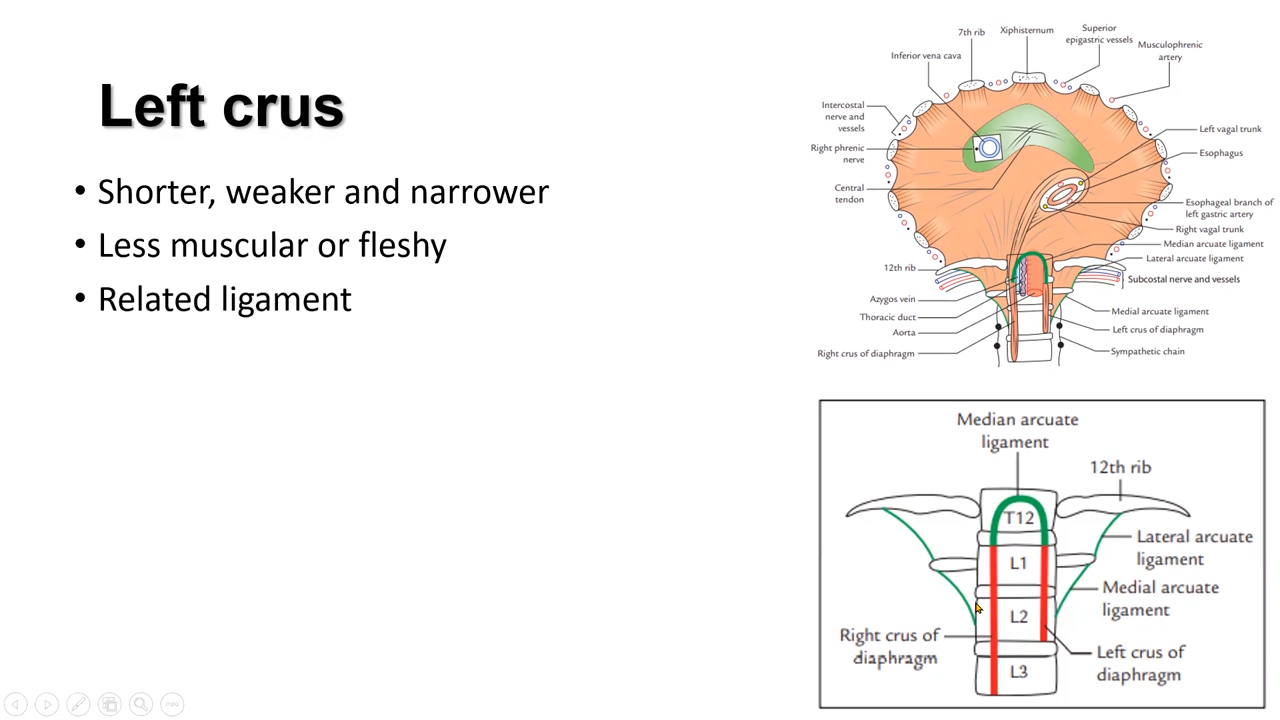 Left crus
• Shorter, weaker and narrower
• Less muscular or fleshy
• Related ligament
7th rib
Xiphisternum
Superior
epigastric vessels
Musculophrenic
artery
Inferior vena cava
Intercostal
nerve and
vessels
Right phrenic
nerve
Central
tendon
12th rib
Azygos vein
Thoracic duct
Aorta
Right crus of diaphragm
Left vagal trunk
Esophagus
Esophageal branch of
left gastric artery
Right vagal trunk
Median arcuate ligament
Lateral arcuate ligament
Subcostal nerve and vessels
Medial arcuate ligament
Left crus of diaphragm
Sympathetic chain
Median arcuate
ligament
12th rib
T12
Lateral arcuate
ligament
L1
Medial arcuate
ligament
L2
Right crus of
diaphragm
Left crus of
diaphragm
L3